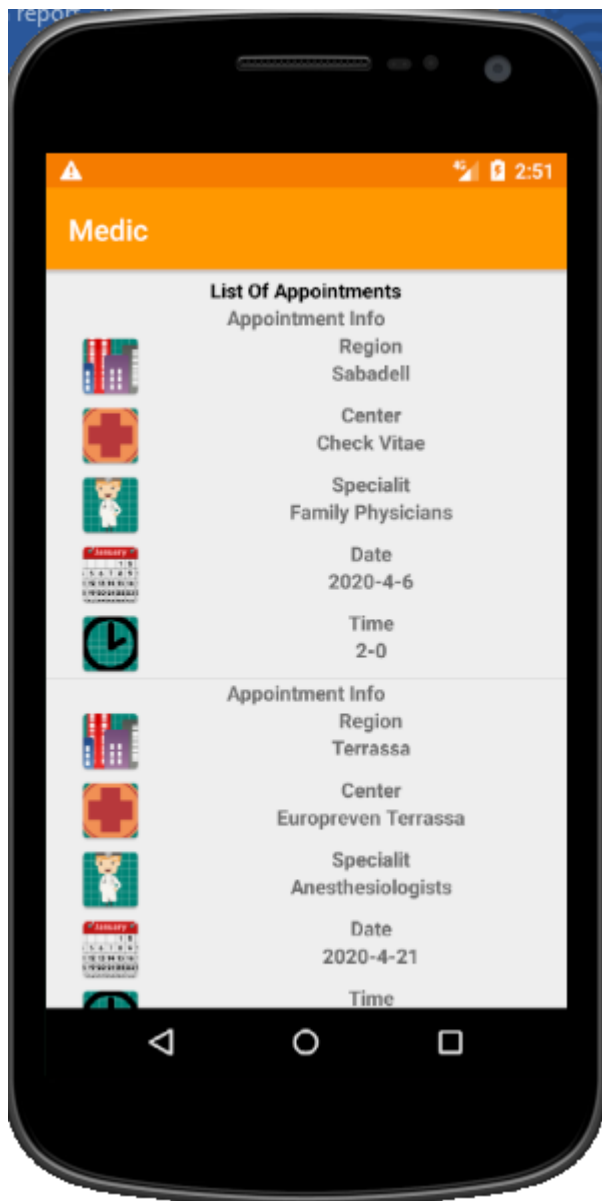 report
2:51
Medic
List Of Appointments
Appointment Info
Region
Sabadell
Center
Check Vitae
Specialit
Family Physicians
Date
2020-4-6
Time
2-0
Appointment Info
Region
Terrassa
Center
Europreven Terrassa
Specialit
Anesthesiologists
Date
2020-4-21
Time